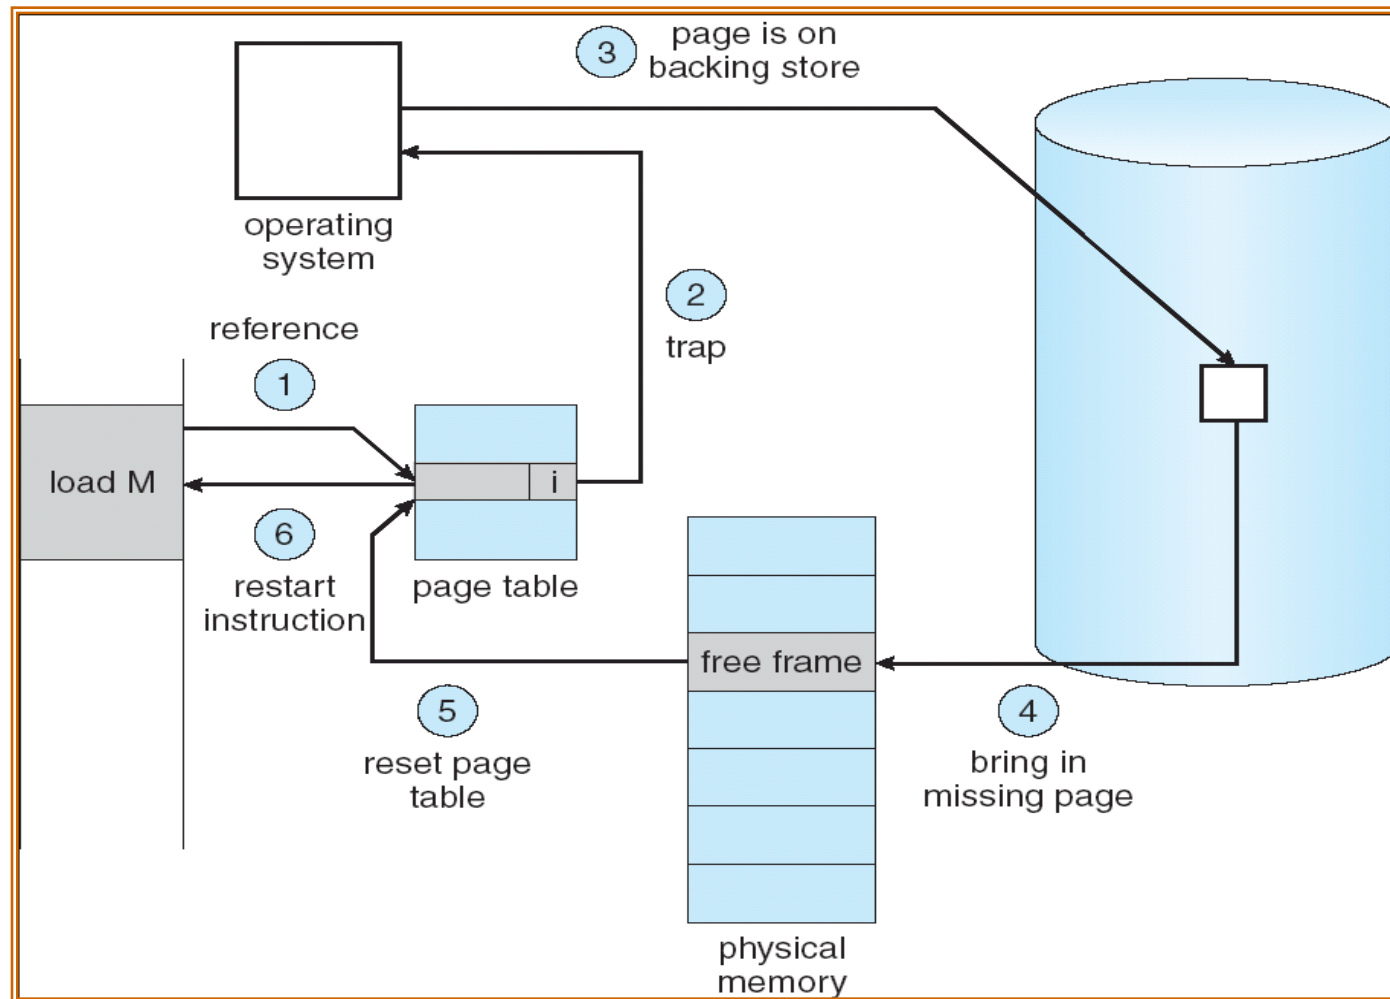 3
page is on
backing store
operating
system
2
trap
reference
1
load M
i
6
restart
instruction
page table
free frame
5
reset page
table
4
bring in
missing page
physical
memory